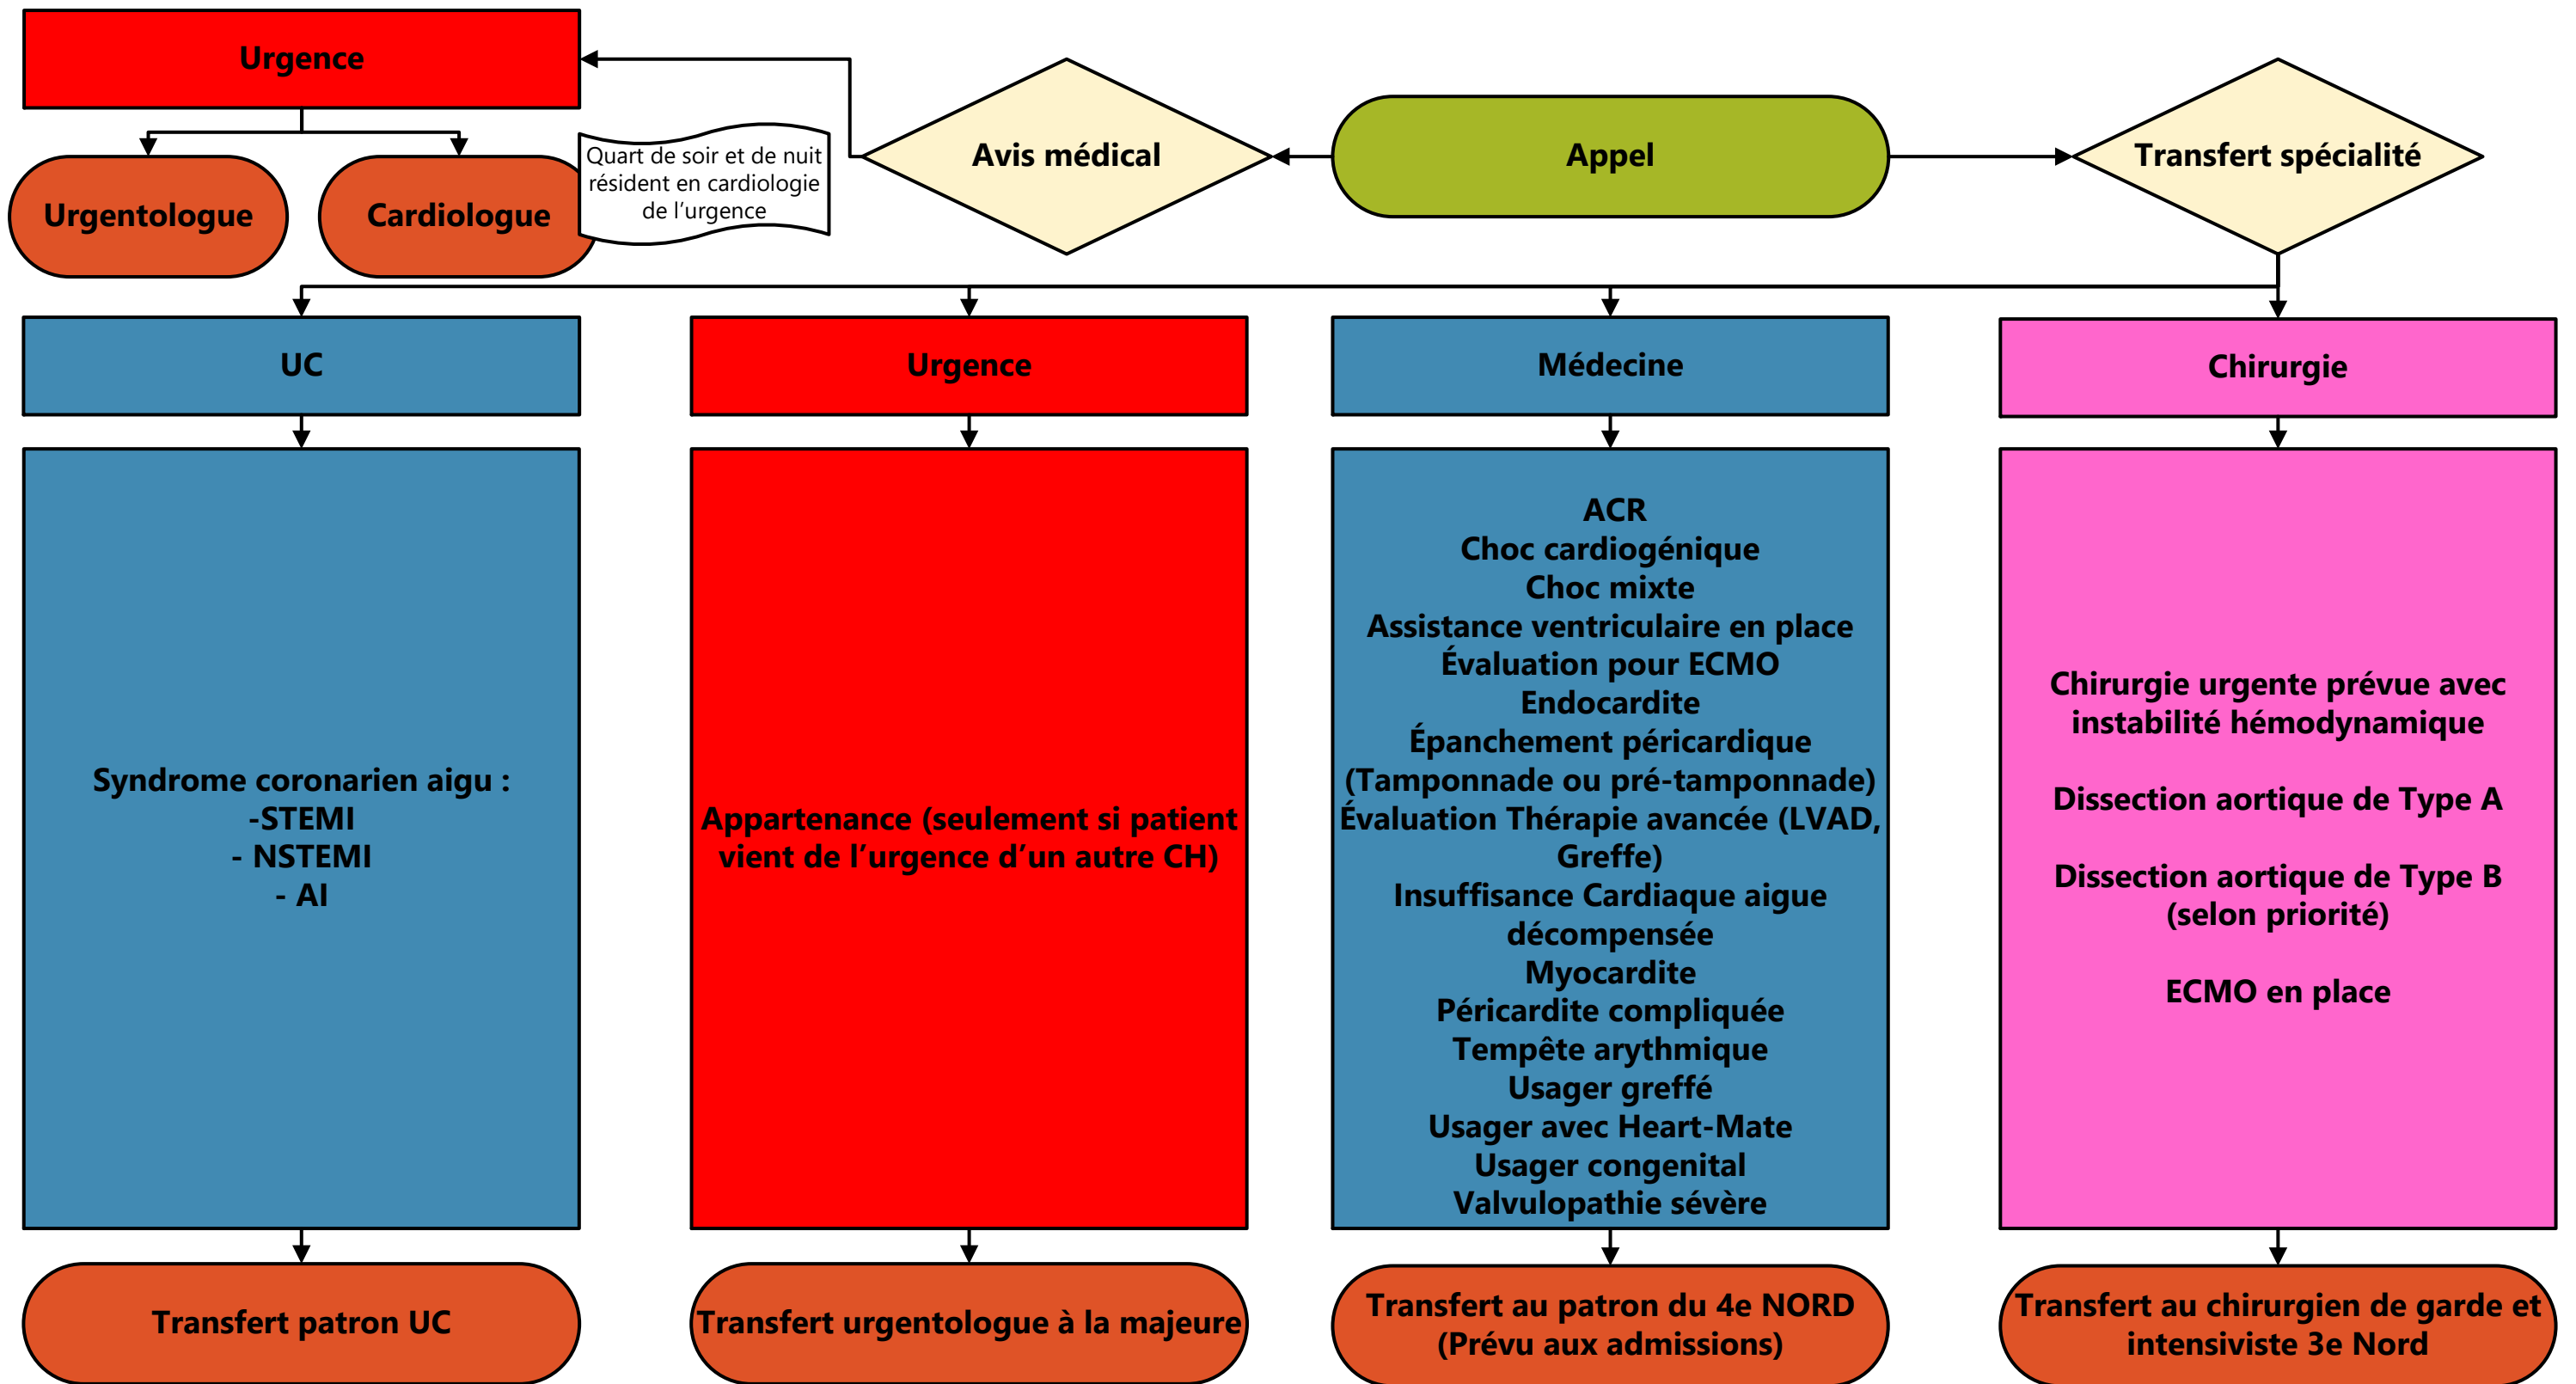 Urgence
Avis médical
Appel
Transfert spécialité
Urgentologue
Cardiologue
Quart de soir et de nuit
résident en cardiologie
de l'urgence
UC
Urgence
Médecine
Chirurgie
Syndrome coronarien aigu :
-STEMI
- NSTEMI
- AI
Appartenance (seulement si patient
vient de l'urgence d'un autre CH)
ACR
Choc cardiogénique
Choc mixte
Assistance ventriculaire en place
Évaluation pour ECMO
Endocardite
Épanchement péricardique
(Tamponnade ou pré-tamponnade)
Évaluation Thérapie avancée (LVAD,
Greffe)
Insuffisance Cardiaque aigue
décompensée
Myocardite
Péricardite compliquée
Tempête arythmique
Usager greffé
Usager avec Heart-Mate
Usager congenital
Valvulopathie sévère
Chirurgie urgente prévue avec
instabilité hémodynamique
Dissection aortique de Type A
Dissection aortique de Type B
(selon priorité)
ECMO en place
Transfert patron UC
Transfert urgentologue à la majeure
Transfert au patron du 4e NORD
(Prévu aux admissions)
Transfert au chirurgien de garde et
intensiviste 3e Nord